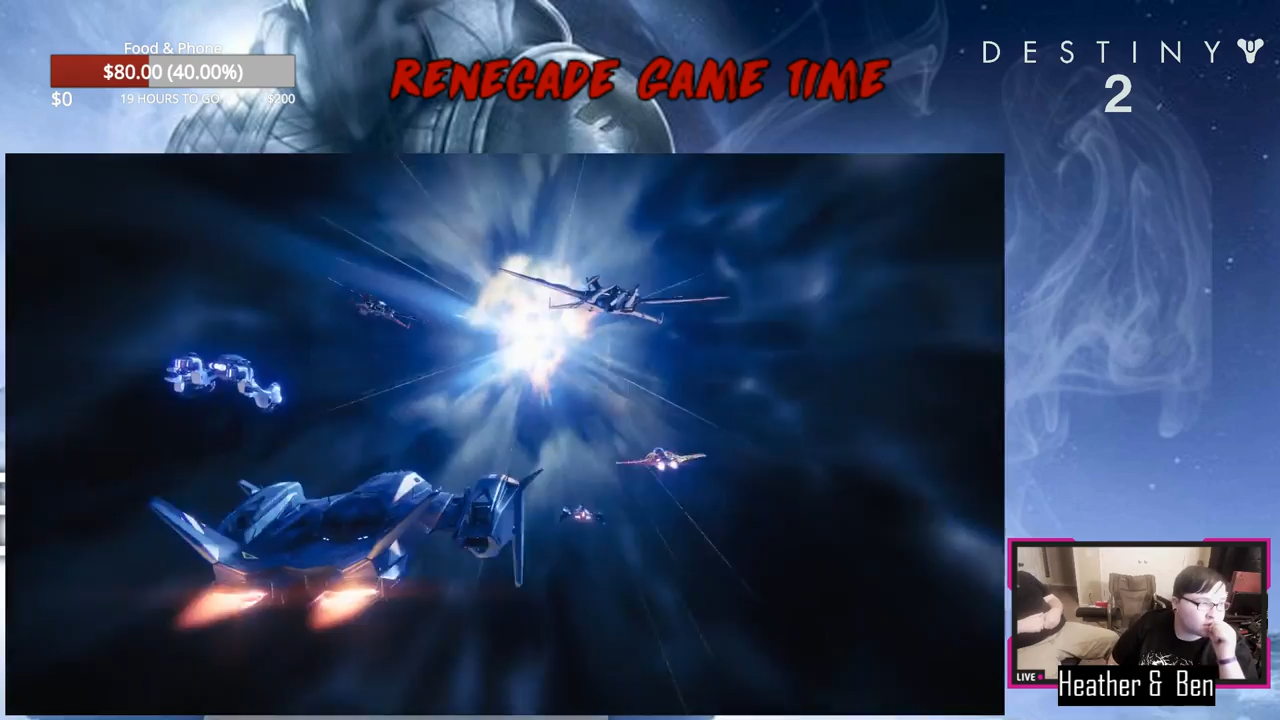 Food & Phone
$80.00 (40.00%)
$0
19 HOURS TO GO
$200
RENEGADE GAME TIME
DESTINY
2
LIVE
Heather & Ben